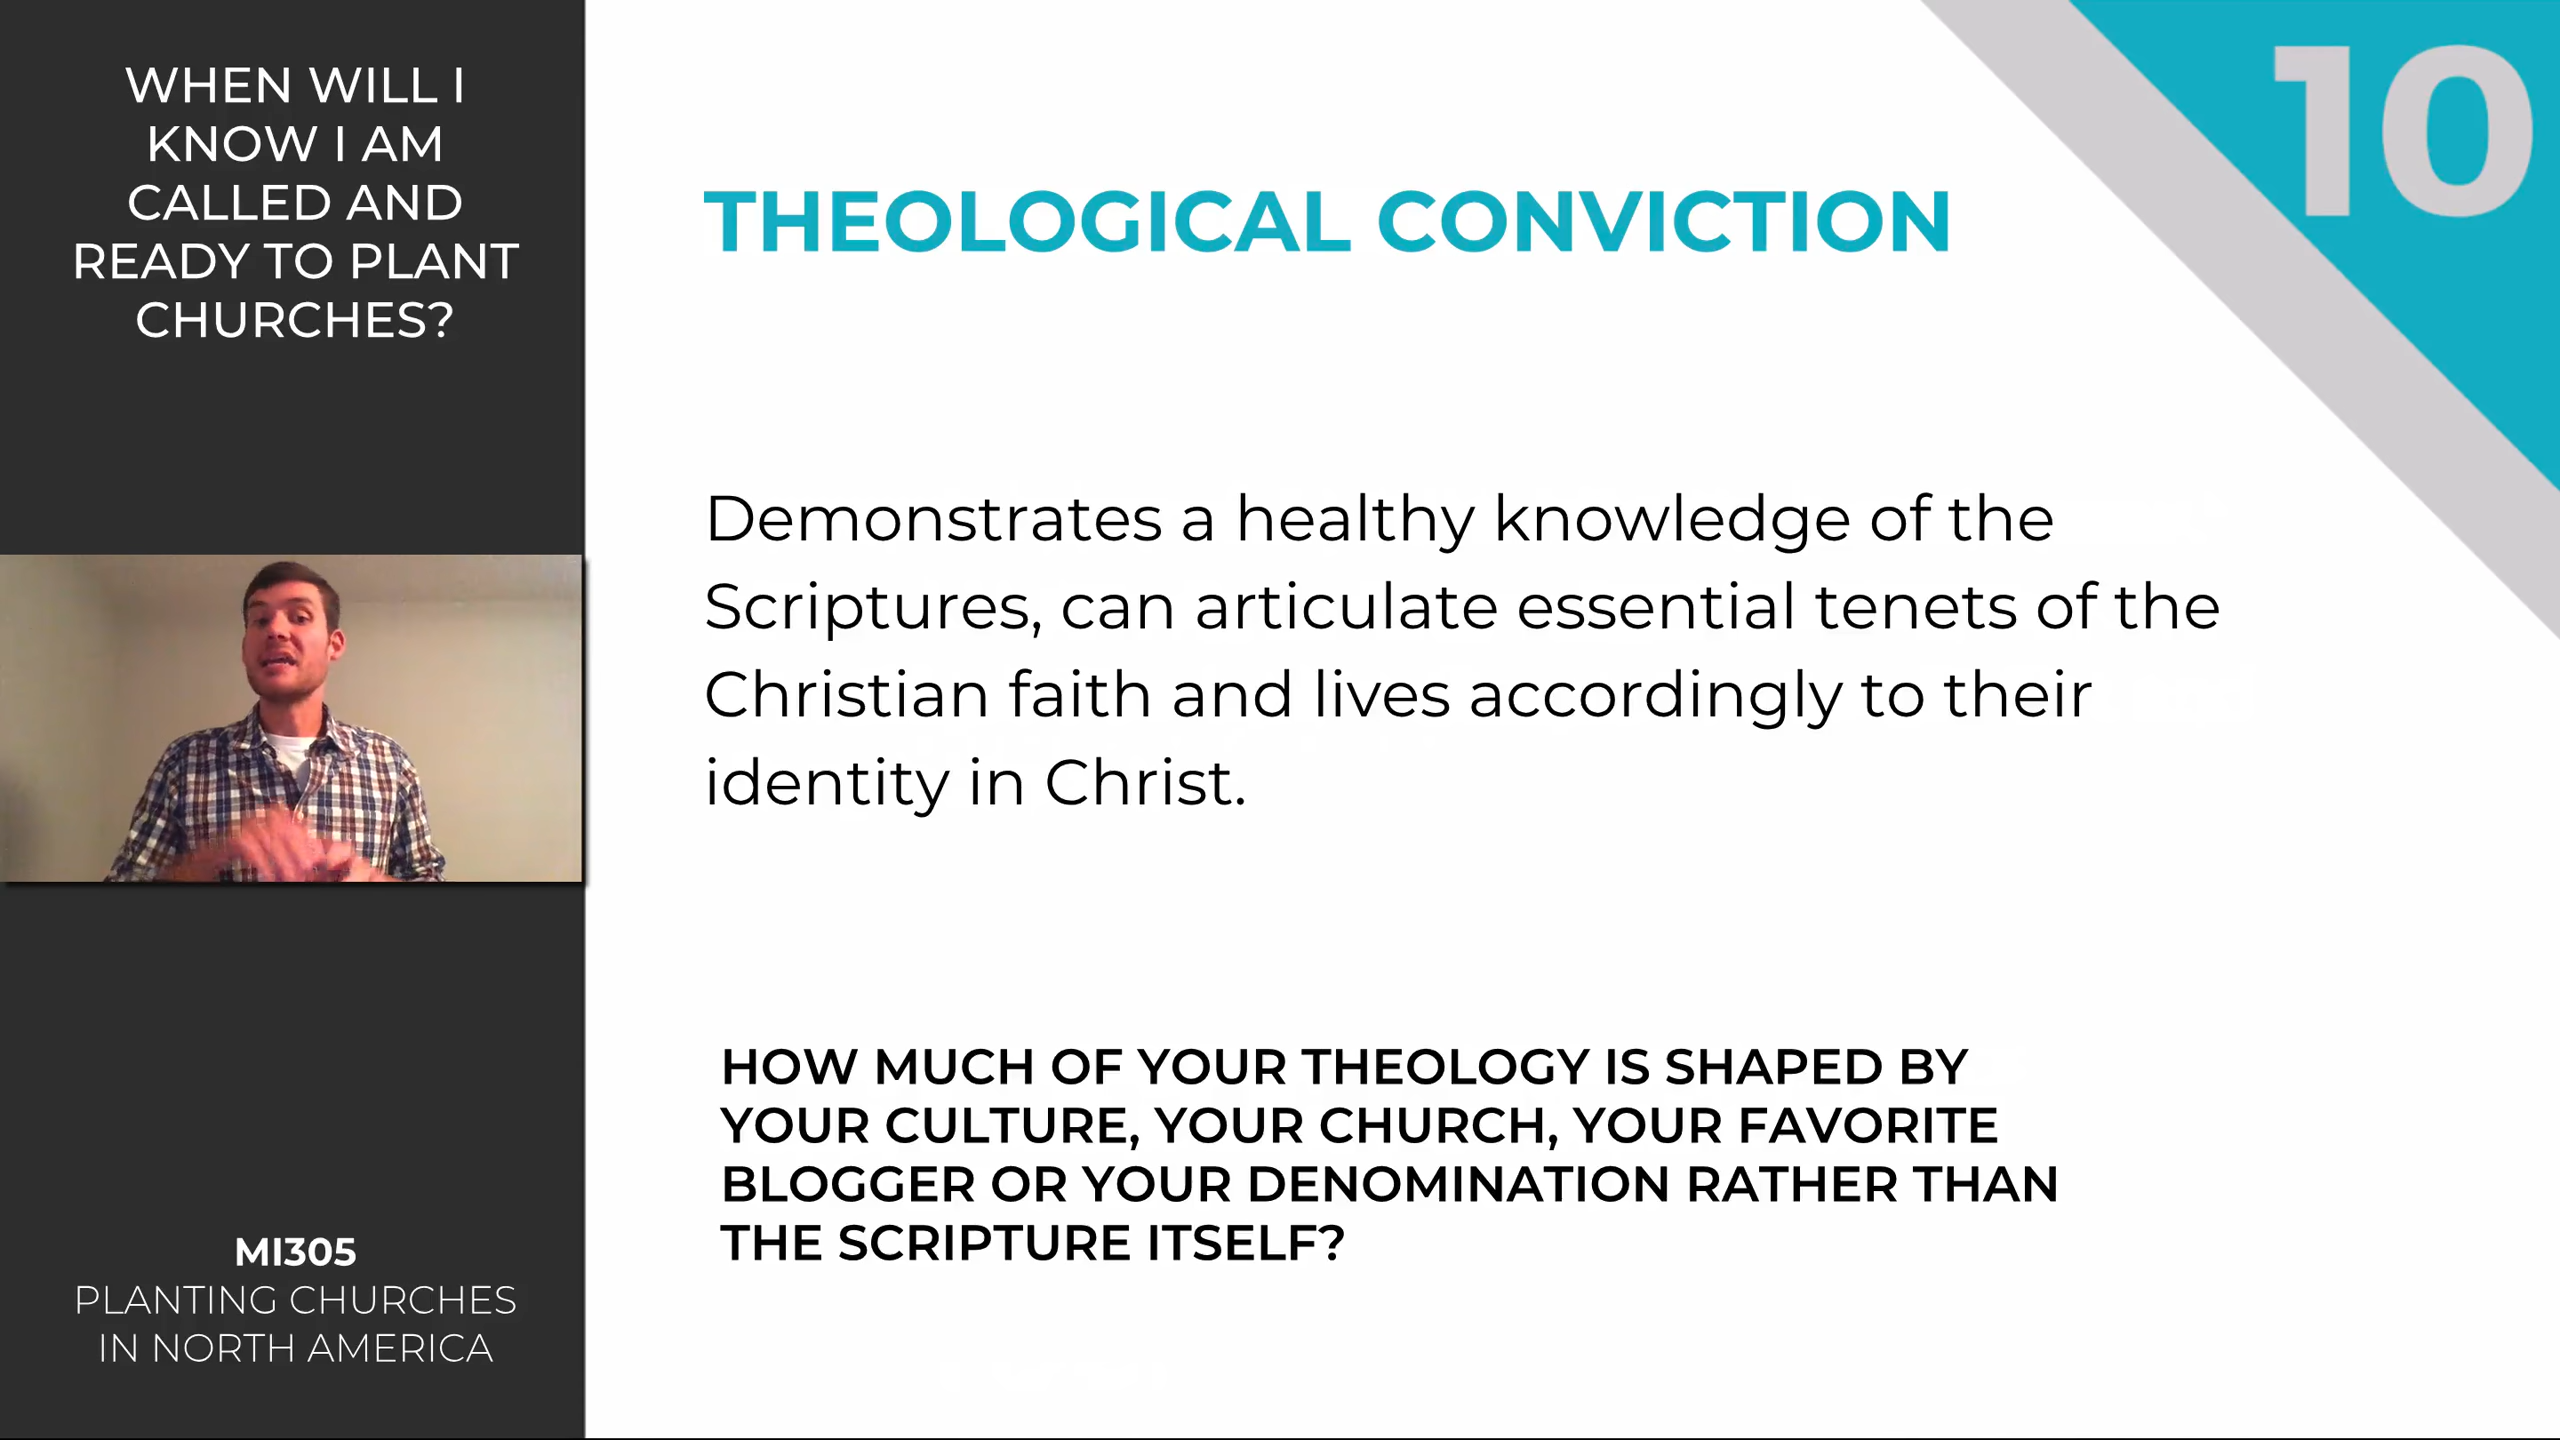 WHEN WILL I
KNOW I AM
CALLED AND
READY TO PLANT
CHURCHES?
MI305
PLANTING CHURCHES
IN NORTH AMERICA
10
THEOLOGICAL CONVICTION
Demonstrates a healthy knowledge of the
Scriptures, can articulate essential tenets of the
Christian faith and lives accordingly to their
identity in Christ.
HOW MUCH OF YOUR THEOLOGY IS SHAPED BY
YOUR CULTURE, YOUR CHURCH, YOUR FAVORITE
BLOGGER OR YOUR DENOMINATION RATHER THAN
THE SCRIPTURE ITSELF?